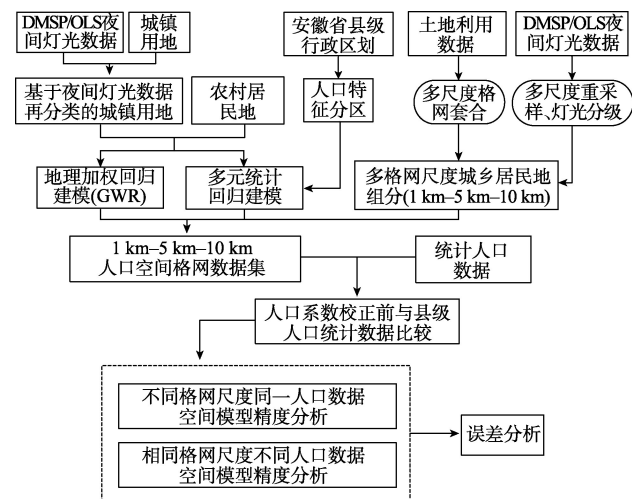 DMSP/OLS夜
间灯光数据
城镇
用地
安徽省县级
行政区划
土地利用
数据
DMSP/OLS夜
间灯光数据
基于夜间灯光数据
再分类的城镇用地
农村居
民地
人口特
征分区
多尺度格
网套合
多尺度重采
样、灯光分级
地理加权回归
建模(GWR)
多元统计
回归建模
多格网尺度城乡居民地
组分(1 km–5 km–10 km)
1 km–5 km–10 km
人口空间格网数据集
统计人口
数据
人口系数校正前与县级
人口统计数据比较
不同格网尺度同一人口数据
空间模型精度分析
相同格网尺度不同人口数据
空间模型精度分析
误差分析